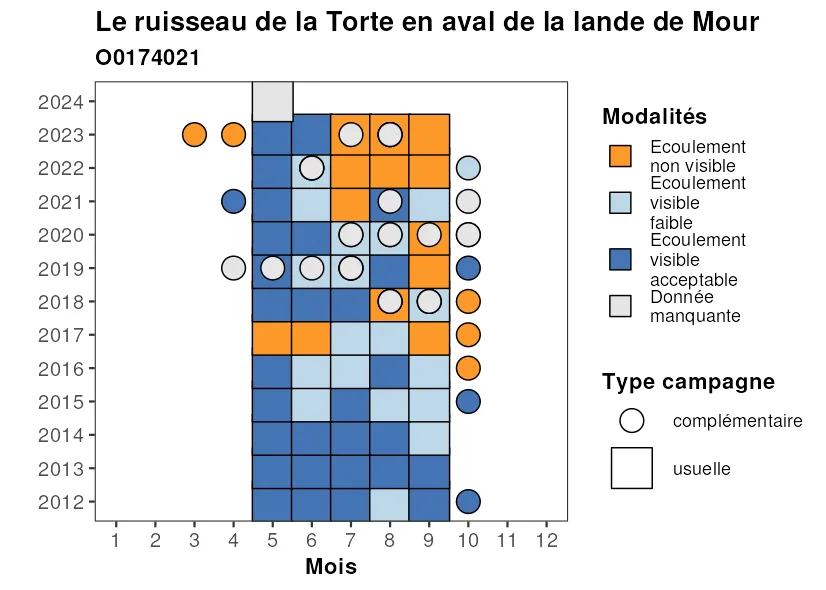 Le ruisseau de la Torte en aval de la lande de Mour
O0174021
2024
2023
2022
2021
2020
2019
2018
2017
2016
2015
2014
2013
2012
1 2 3 4 5 6 7 8 9 10 11 12
Mois
Modalités
Ecoulement
non visible
Ecoulement
visible
faible
Ecoulement
visible
acceptable
Donnée
manquante
Type campagne
complémentaire
usuelle